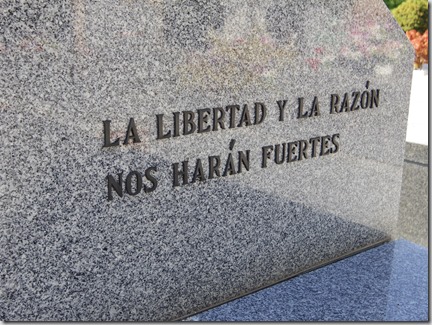 LA LIBERTAD Y LA RAZÓN
NOS HARÁN FUERTES